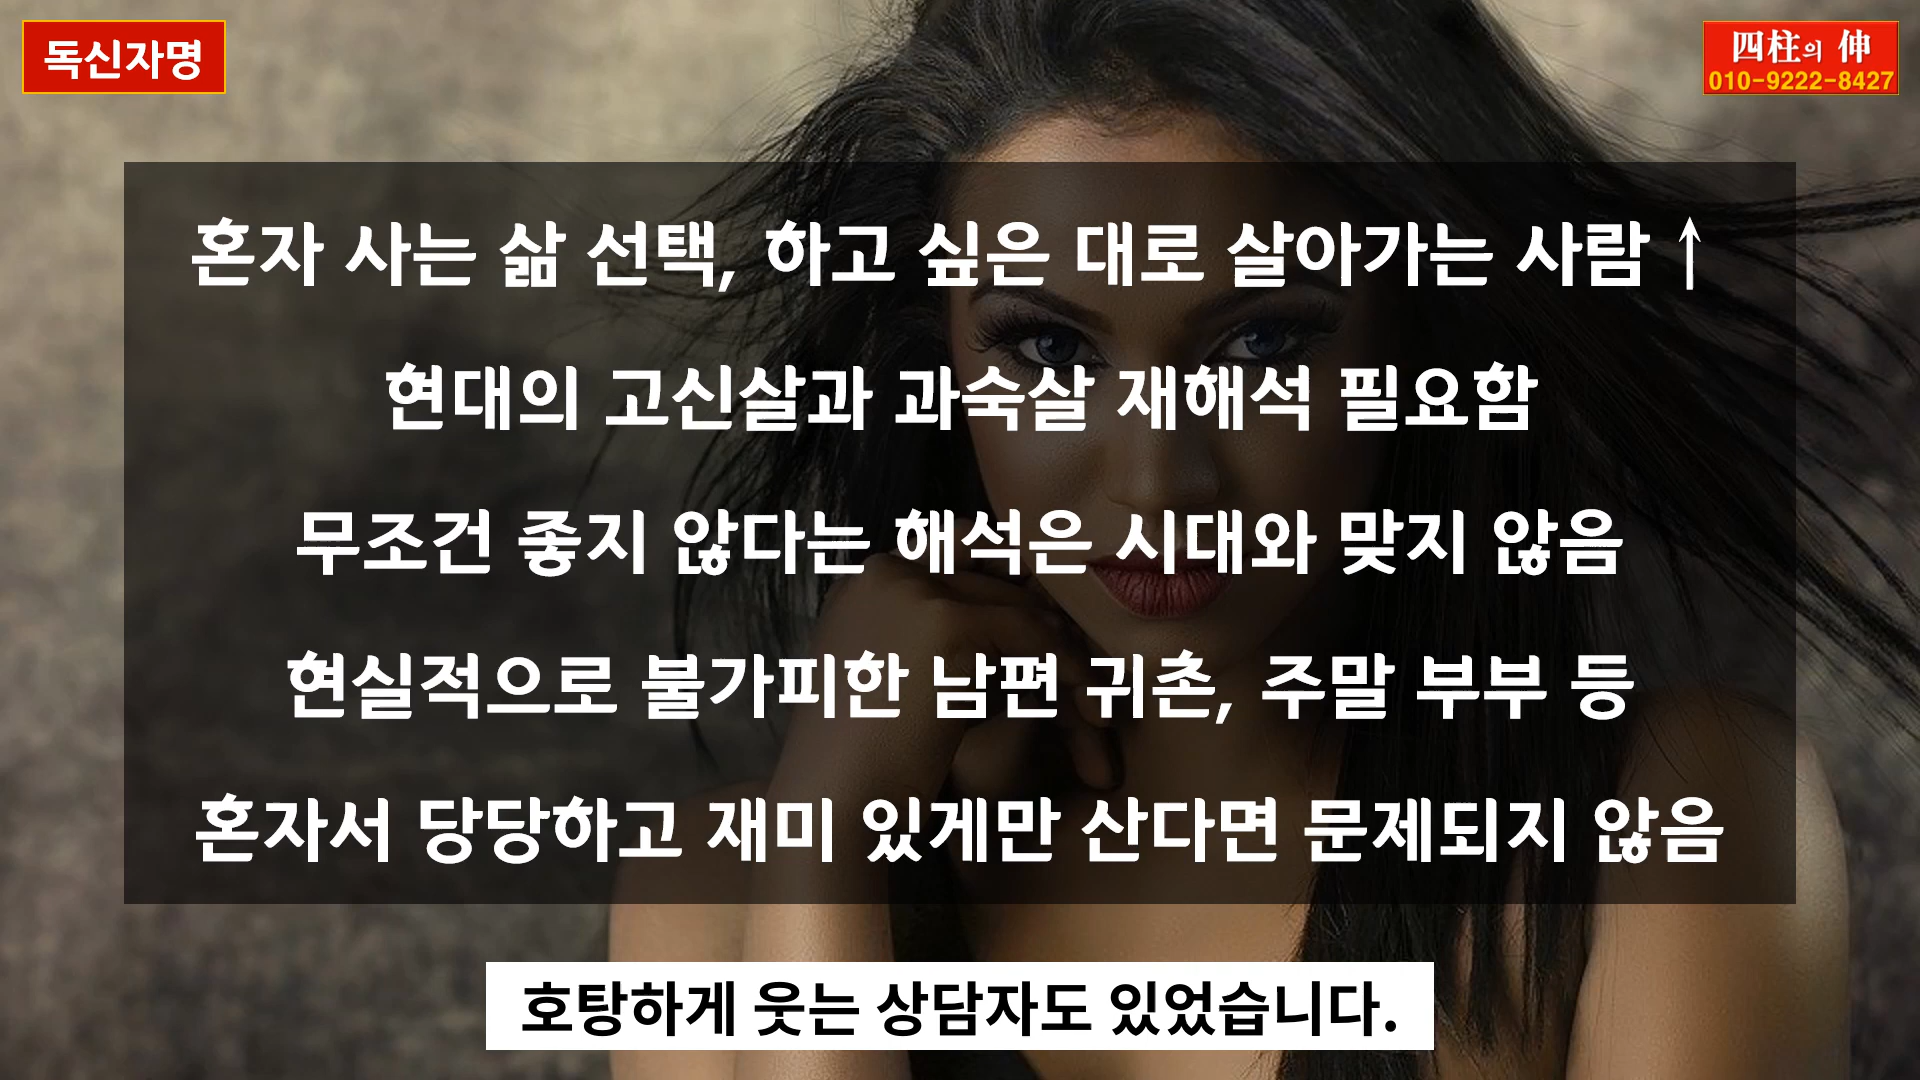 독신자명
四柱의 伸
010-9222-8427
혼자 사는 삶 선택, 하고 싶은 대로 살아가는 사람↑
현대의 고신살과 과숙살 재해석 필요함
무조건 좋지 않다는 해석은 시대와 맞지 않음
현실적으로 불가피한 남편 귀촌, 주말 부부 등
혼자서 당당하고 재미 있게만 산다면 문제되지 않음
호탕하게 웃는 상담자도 있었습니다.